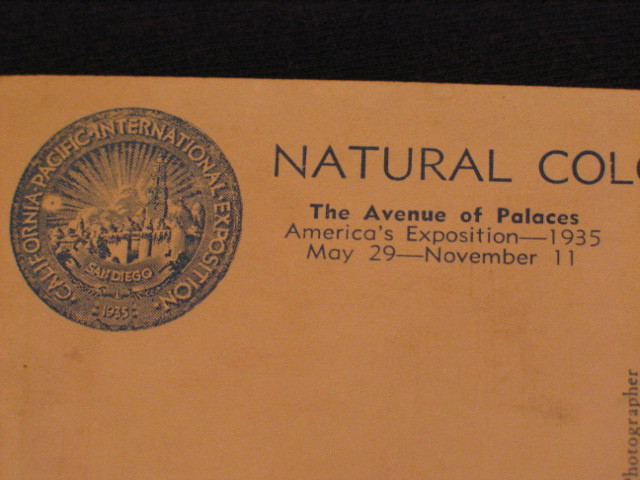 CALIFORNIA·PACIFIC·INTERNATIONAL·EXPOSITION
SAN DIEGO
1935
NATURAL COLO
The Avenue of Palaces
America's Exposition—1935
May 29—November 11
photographer